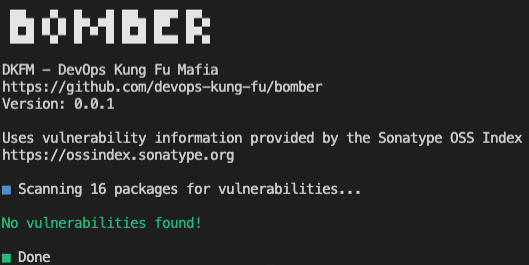 BOMBER
DKFM - DevOps Kung Fu Mafia
https://github.com/devops-kung-fu/bomber
Version: 0.0.1
Uses vulnerability information provided by the Sonatype OSS Index
https://ossindex.sonatype.org
Scanning 16 packages for vulnerabilities...
No vulnerabilities found!
Done